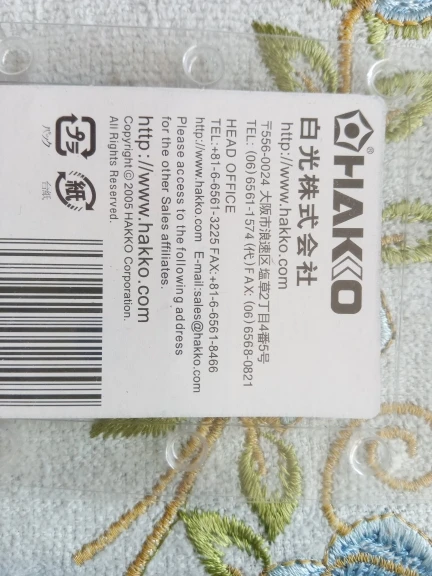 HAKKO®
白光株式会社
http://www.hakko.com
〒556-0024 大阪市浪速区塩草2丁目4番5号
TEL: (06) 6561-1574 (代) FAX: (06) 6568-0821
HEAD OFFICE
TEL:+81-6-6561-3225 FAX:+81-6-6561-8466
http://www.hakko.com E-mail:sales@hakko.com
Please access to the following address
for the other Sales affiliates.
http://www.hakko.com
Copyright © 2005 HAKKO Corporation.
All Rights Reserved.
プラ
紙
パック
台紙